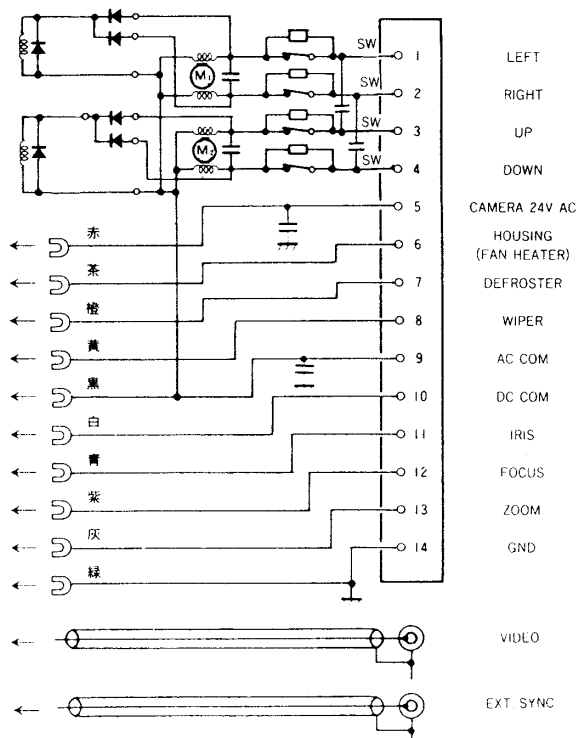 SW 1 LEFT
M1
SW 2 RIGHT
SW 3 UP
M2
SW 4 DOWN
5 CAMERA 24V AC
赤
6 HOUSING
(FAN HEATER)
茶
7 DEFROSTER
橙
8 WIPER
黄
9 AC COM
黒
10 DC COM
白
11 IRIS
青
12 FOCUS
紫
13 ZOOM
灰
14 GND
緑
VIDEO
EXT. SYNC